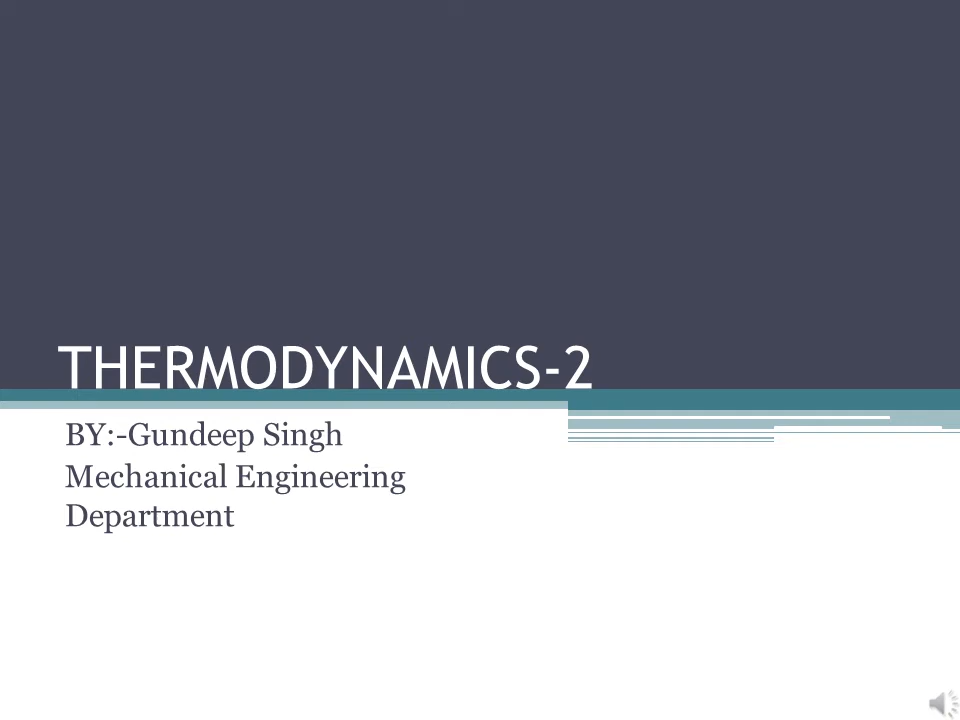 THERMODYNAMICS-2
BY:-Gundeep Singh
Mechanical Engineering
Department